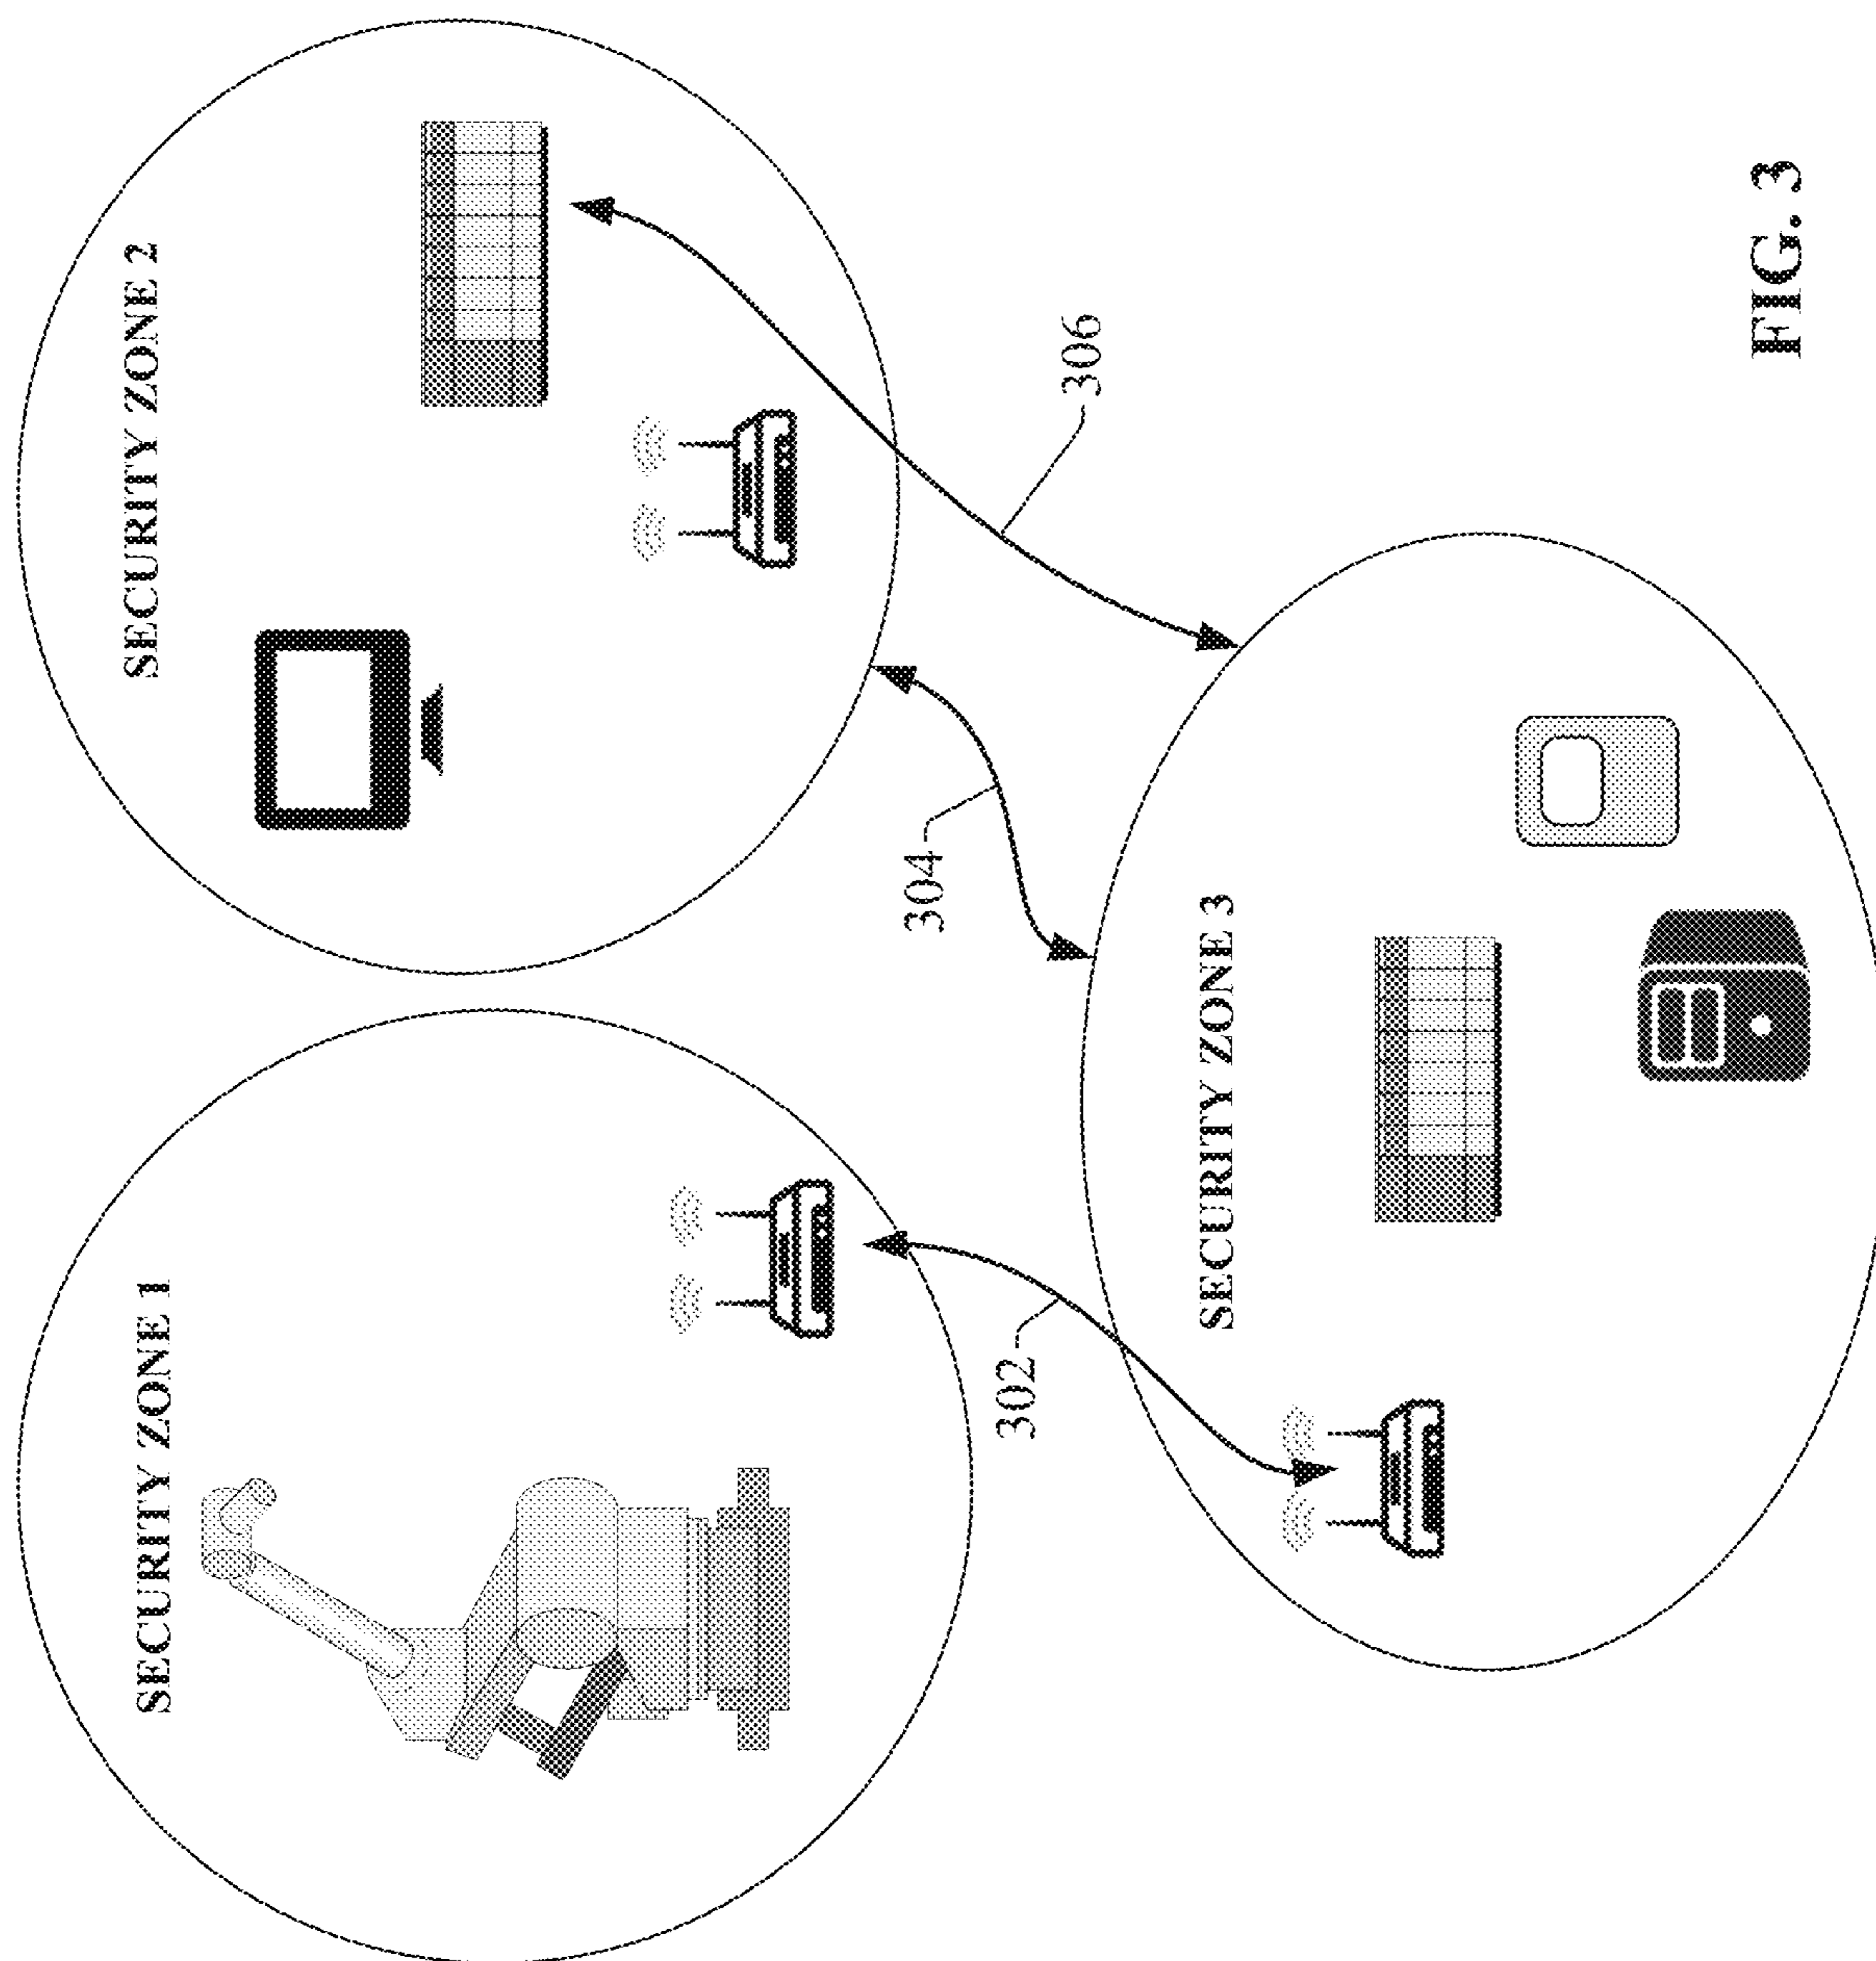 SECURITY ZONE 1
SECURITY ZONE 2
302
304
306
SECURITY ZONE 3
FIG. 3